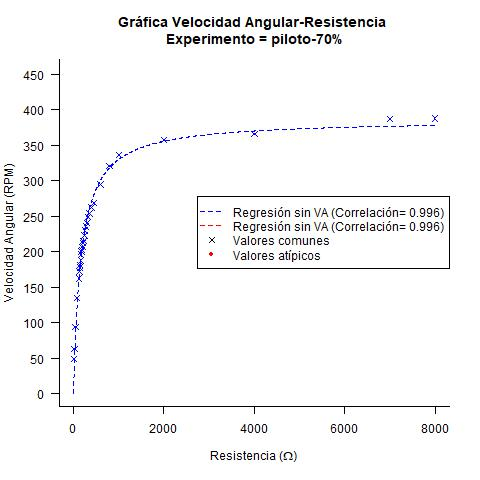 Gráfica Velocidad Angular-Resistencia
Experimento = piloto-70%
Velocidad Angular (RPM)
450
400
350
300
250
200
150
100
50
0
Regresión sin VA (Correlación= 0.996)
Regresión sin VA (Correlación= 0.996)
Valores comunes
Valores atípicos
0 2000 4000 6000 8000
Resistencia (Ω)